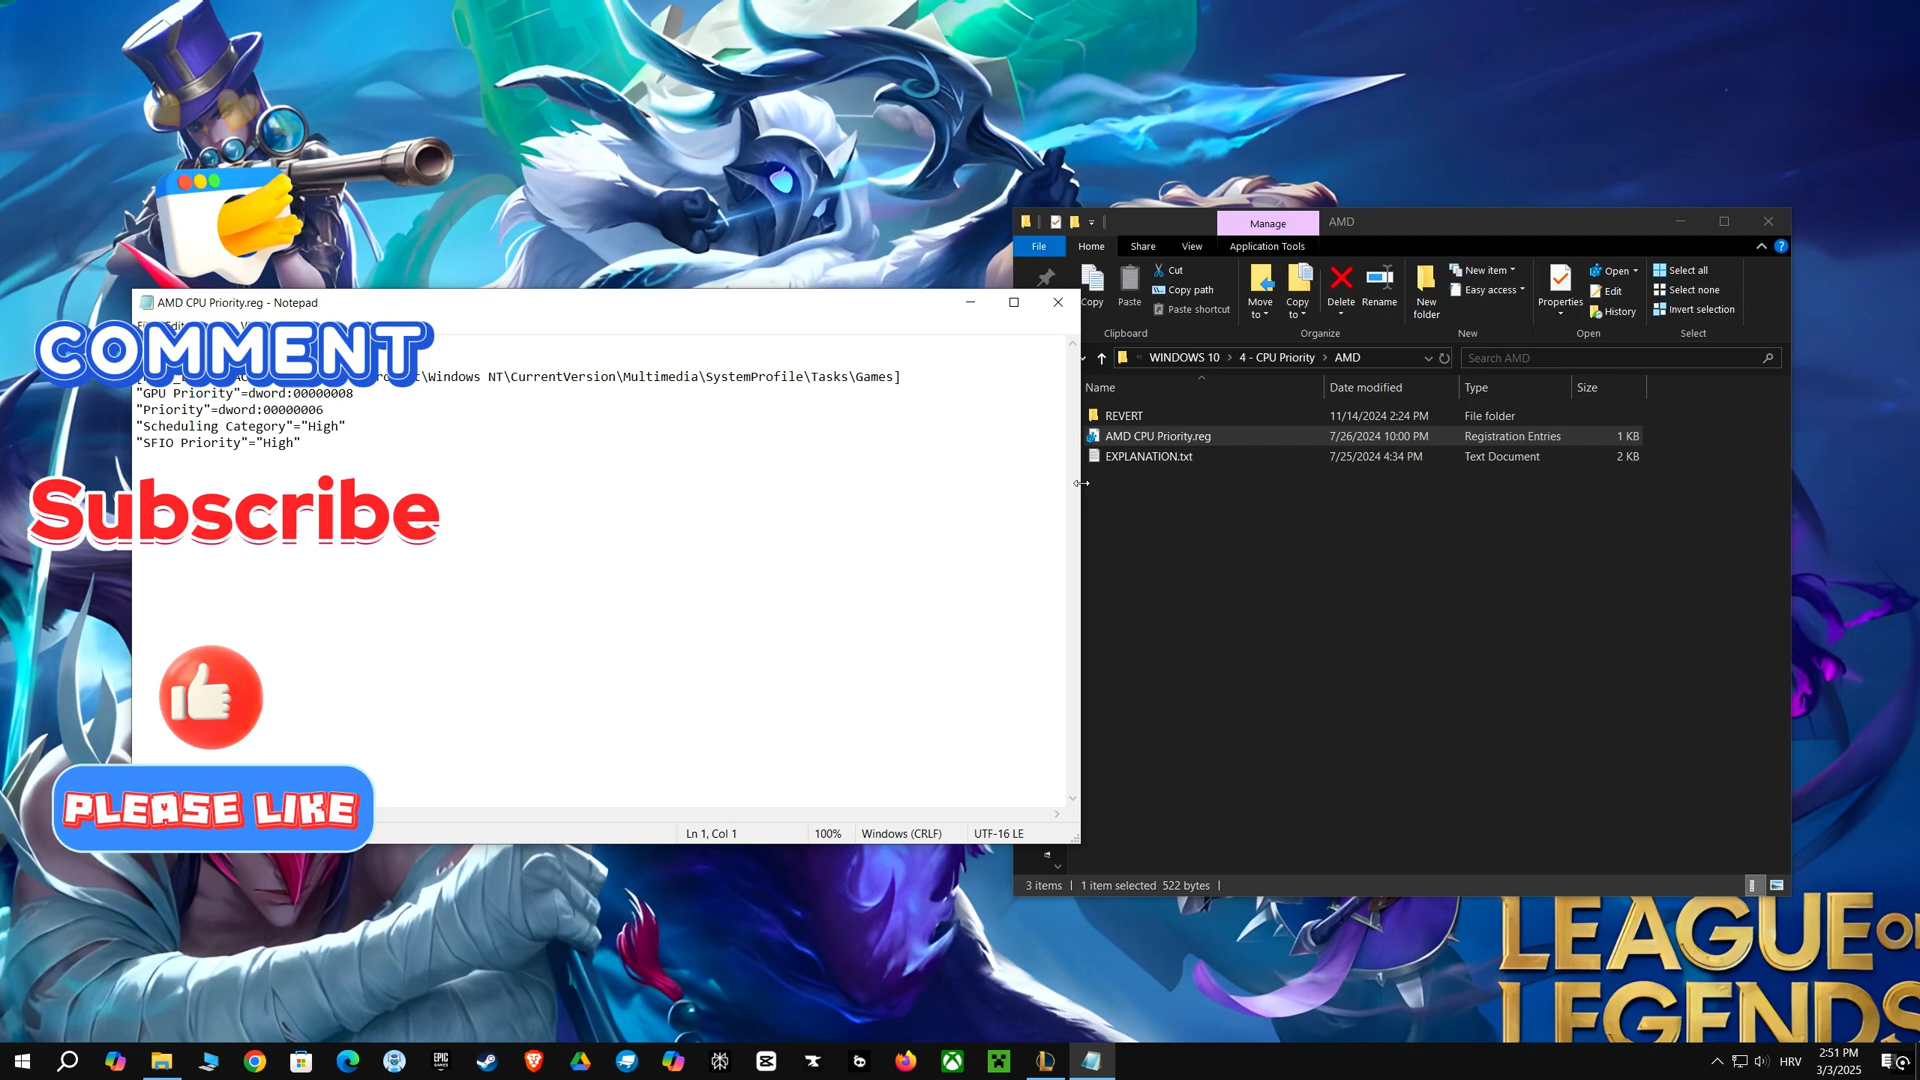 Manage
AMD
File
Home
Share
View
Application Tools
Copy
Paste
Cut
Copy path
Paste shortcut
Clipboard
Move to
Copy to
Delete
Rename
Organize
New folder
New item
Easy access
New
Properties
Open
Edit
History
Open
Select all
Select none
Invert selection
Select
WINDOWS 10
4 - CPU Priority
AMD
Search AMD
Name
Date modified
Type
Size
REVERT
11/14/2024 2:24 PM
File folder
AMD CPU Priority.reg
7/26/2024 10:00 PM
Registration Entries
1 KB
EXPLANATION.txt
7/25/2024 4:34 PM
Text Document
2 KB
3 items
1 item selected 522 bytes
AMD CPU Priority.reg - Notepad
COMMENT
\Windows NT\CurrentVersion\Multimedia\SystemProfile\Tasks\Games]
"GPU Priority"=dword:00000008
"Priority"=dword:00000006
"Scheduling Category"="High"
"SFIO Priority"="High"
Subscribe
PLEASE LIKE
Ln 1, Col 1
100%
Windows (CRLF)
UTF-16 LE
LEAGUE OF
LEGENDS
EPIC GAMES
HRV
2:51 PM
3/3/2025